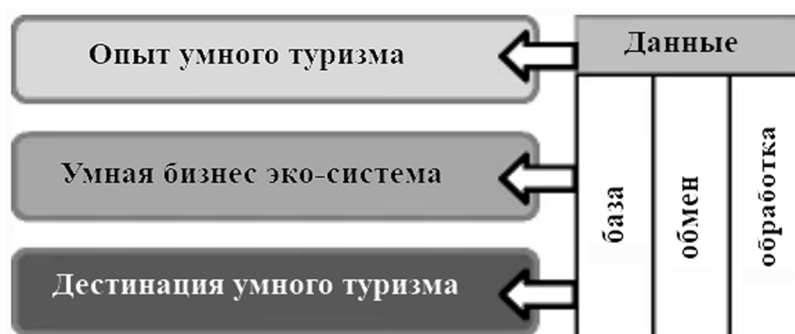 Опыт умного туризма
Данные
Умная бизнес эко-система
Дестинация умного туризма
база
обмен
обработка